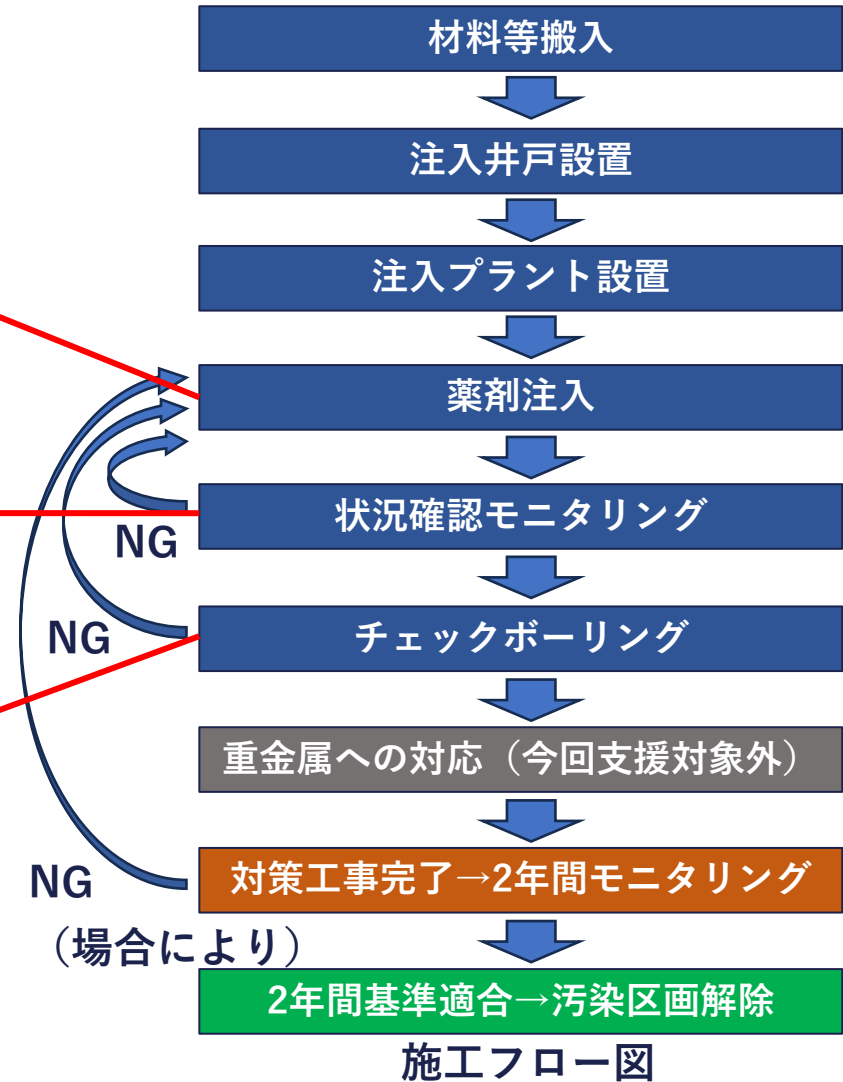 材料等搬入
注入井戸設置
注入プラント設置
薬剤注入
状況確認モニタリング
NG
チェックボーリング
NG
重金属への対応（今回支援対象外）
対策工事完了→2年間モニタリング
NG
（場合により）
2年間基準適合→汚染区画解除
施工フロー図